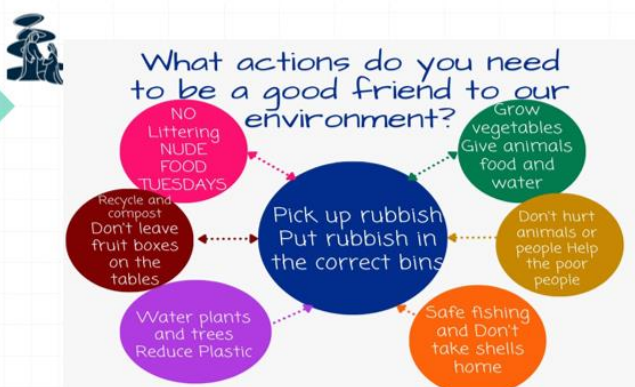 What actions do you need
to be a good friend to our
environment?
NO
Littering
NUDE
FOOD
TUESDAYS
Grow
vegetables
Give animals
food and
water
Recycle and
compost
Don't leave
fruit boxes
on the
tables
Pick up rubbish
Put rubbish in
the correct bins
Don't hurt
animals or
people Help
the poor
people
Water plants
and trees
Reduce Plastic
Safe fishing
and Don't
take shells
home